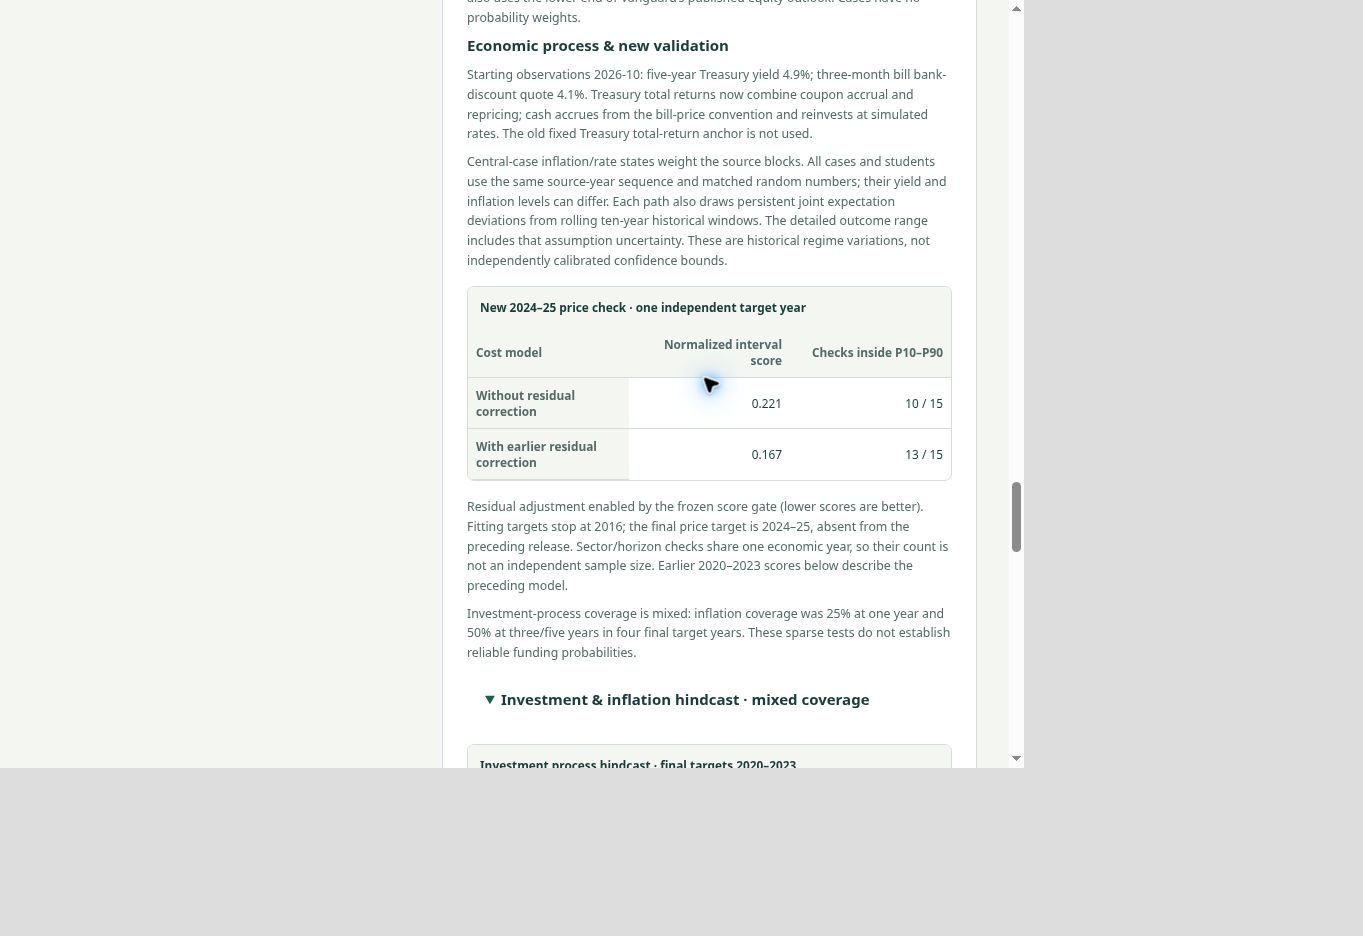 probability weights.
Economic process & new validation
Starting observations 2026-10: five-year Treasury yield 4.9%; three-month bill bank-
discount quote 4.1%. Treasury total returns now combine coupon accrual and
repricing; cash accrues from the bill-price convention and reinvests at simulated
rates. The old fixed Treasury total-return anchor is not used.
Central-case inflation/rate states weight the source blocks. All cases and students
use the same source-year sequence and matched random numbers; their yield and
inflation levels can differ. Each path also draws persistent joint expectation
deviations from rolling ten-year historical windows. The detailed outcome range
includes that assumption uncertainty. These are historical regime variations, not
independently calibrated confidence bounds.
New 2024–25 price check · one independent target year
Cost model
Normalized interval
score
Checks inside P10–P90
Without residual
correction
0.221
10 / 15
With earlier residual
correction
0.167
13 / 15
Residual adjustment enabled by the frozen score gate (lower scores are better).
Fitting targets stop at 2016; the final price target is 2024–25, absent from the
preceding release. Sector/horizon checks share one economic year, so their count is
not an independent sample size. Earlier 2020–2023 scores below describe the
preceding model.
Investment-process coverage is mixed: inflation coverage was 25% at one year and
50% at three/five years in four final target years. These sparse tests do not establish
reliable funding probabilities.
Investment & inflation hindcast · mixed coverage
Investment process hindcast · final targets 2020–2023